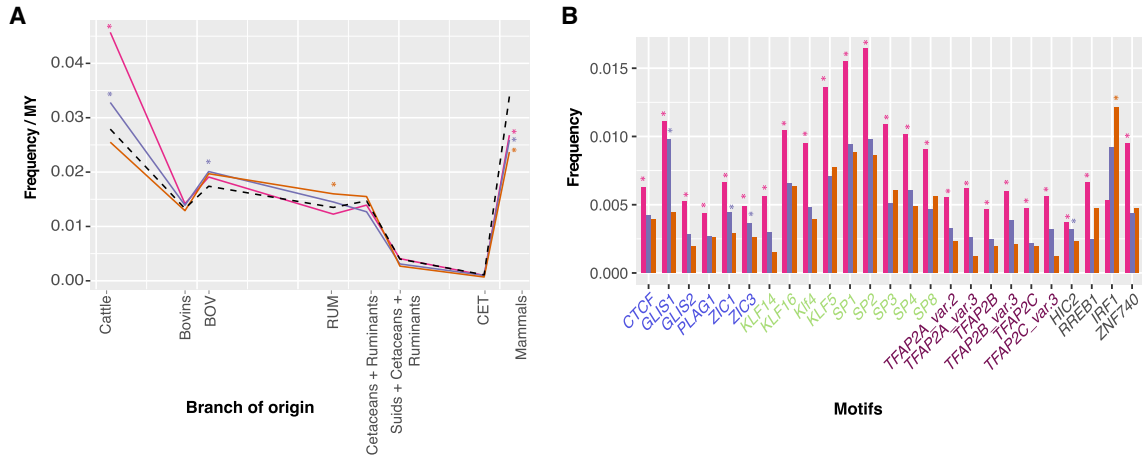 A
Frequency / MY
0.04
0.03
0.02
0.01
0.00
*
*
*
*
*
*
*
Cattle
Bovins
BOV
RUM
Cetaceans + Ruminants
Suids + Cetaceans +
Ruminants
CET
Mammals
Branch of origin
B
Frequency
0.015
0.010
0.005
0.000
CTCF
GLIS1
GLIS2
PLAG1
ZIC1
ZIC3
KLF14
KLF16
Klf4
KLF5
SP1
SP2
SP3
SP4
SP8
TFAP2A_var.2
TFAP2A_var.3
TFAP2B
TFAP2B_var.3
TFAP2C
TFAP2C_var.3
HIC2
RREB1
IRF1
ZNF740
Motifs